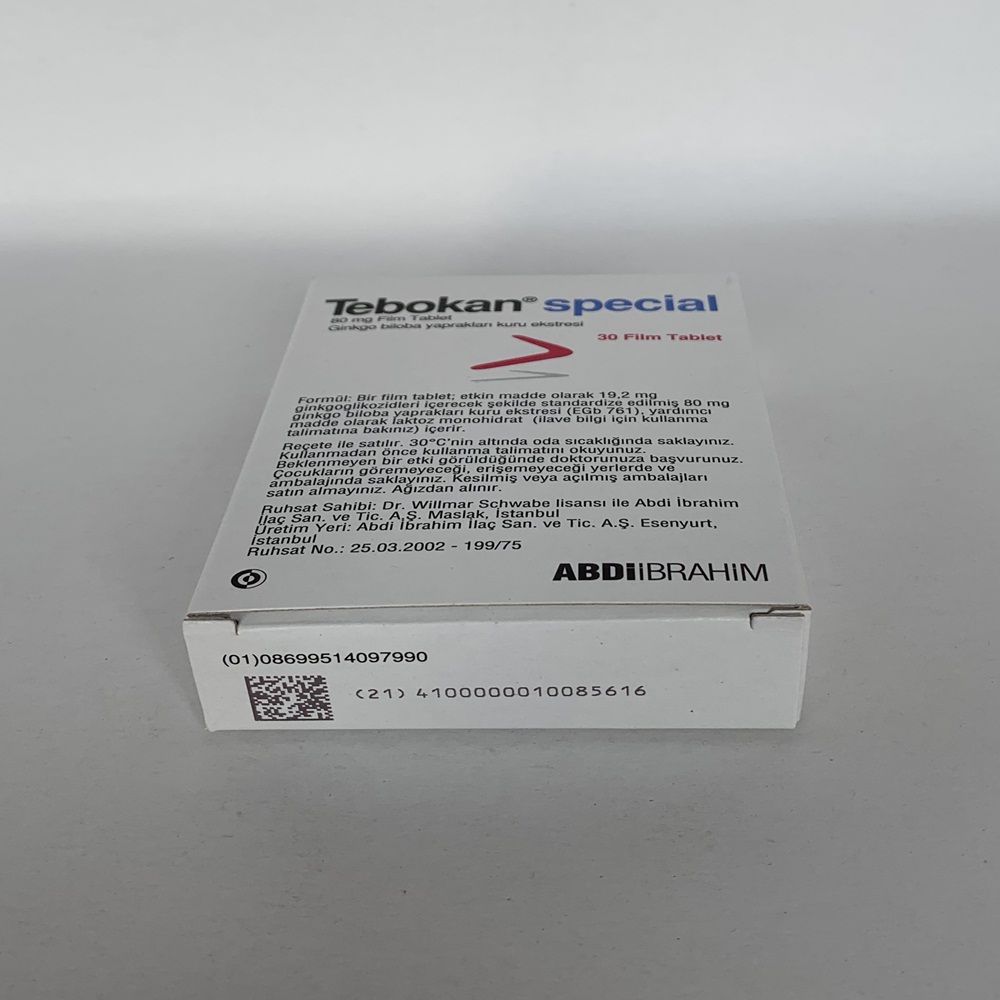 Tebokan® special
80 mg Film Tablet
Ginkgo biloba yaprakları kuru ekstresi
30 Film Tablet
Formül: Bir film tablet; etkin madde olarak 19,2 mg
ginkgoglikozidleri içerecek şekilde standardize edilmiş 80 mg
ginkgo biloba yaprakları kuru ekstresi (EGb 761), yardımcı
madde olarak laktoz monohidrat (ilave bilgi için kullanma
talimatına bakınız) içerir.
Reçete ile satılır. 30°C'nin altında oda sıcaklığında saklayınız.
Kullanmadan önce kullanma talimatını okuyunuz.
Beklenmeyen bir etki görüldüğünde doktorunuza başvurunuz.
Çocukların göremeyeceği, erişemeyeceği yerlerde ve
ambalajında saklayınız. Kesilmiş veya açılmış ambalajları
satın almayınız. Ağızdan alınır.
Ruhsat Sahibi: Dr. Willmar Schwabe lisansı ile Abdi İbrahim
İlaç San. ve Tic. A.Ş. Maslak, İstanbul
Üretim Yeri: Abdi İbrahim İlaç San. ve Tic. A.Ş. Esenyurt,
İstanbul
Ruhsat No.: 25.03.2002 - 199/75
ABDİİBRAHİM
(01)08699514097990
(21) 4100000010085616